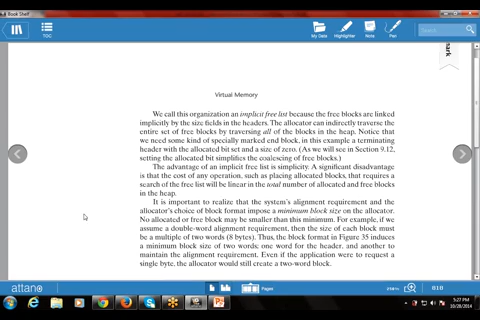 Book Shelf
TOC
My Data
Highlighter
Note
Pen
Search
Virtual Memory
We call this organization an implicit free list because the free blocks are linked
implicitly by the size fields in the headers. The allocator can indirectly traverse the
entire set of free blocks by traversing all of the blocks in the heap. Notice that
we need some kind of specially marked end block, in this example a terminating
header with the allocated bit set and a size of zero. (As we will see in Section 9.12,
setting the allocated bit simplifies the coalescing of free blocks.)
The advantage of an implicit free list is simplicity. A significant disadvantage
is that the cost of any operation, such as placing allocated blocks, that requires a
search of the free list will be linear in the total number of allocated and free blocks
in the heap.
It is important to realize that the system's alignment requirement and the
allocator's choice of block format impose a minimum block size on the allocator.
No allocated or free block may be smaller than this minimum. For example, if we
assume a double-word alignment requirement, then the size of each block must
be a multiple of two words (8 bytes). Thus, the block format in Figure 35 induces
a minimum block size of two words: one word for the header, and another to
maintain the alignment requirement. Even if the application were to request a
single byte, the allocator would still create a two-word block.
attano
Pages
818
5:27 PM
10/28/2014